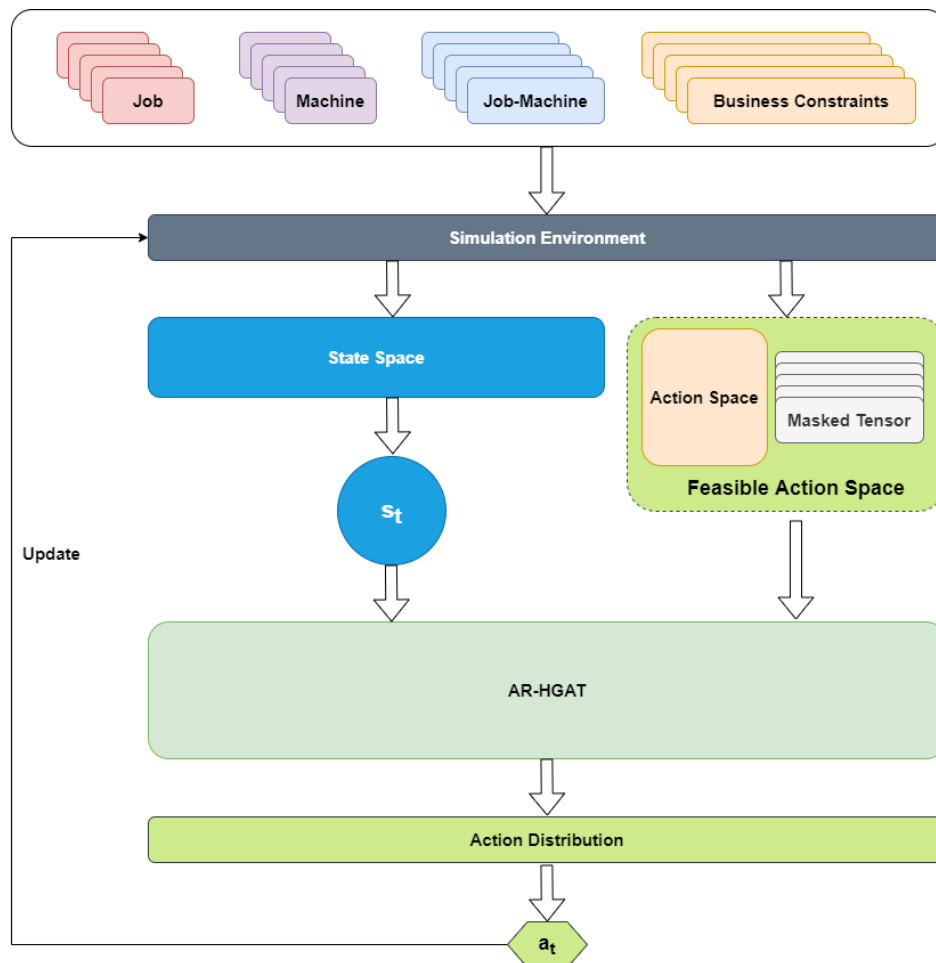 Job
Machine
Job-Machine
Business Constraints
Simulation Environment
State Space
Action Space
Masked Tensor
Feasible Action Space
sₜ
Update
AR-HGAT
Action Distribution
aₜ